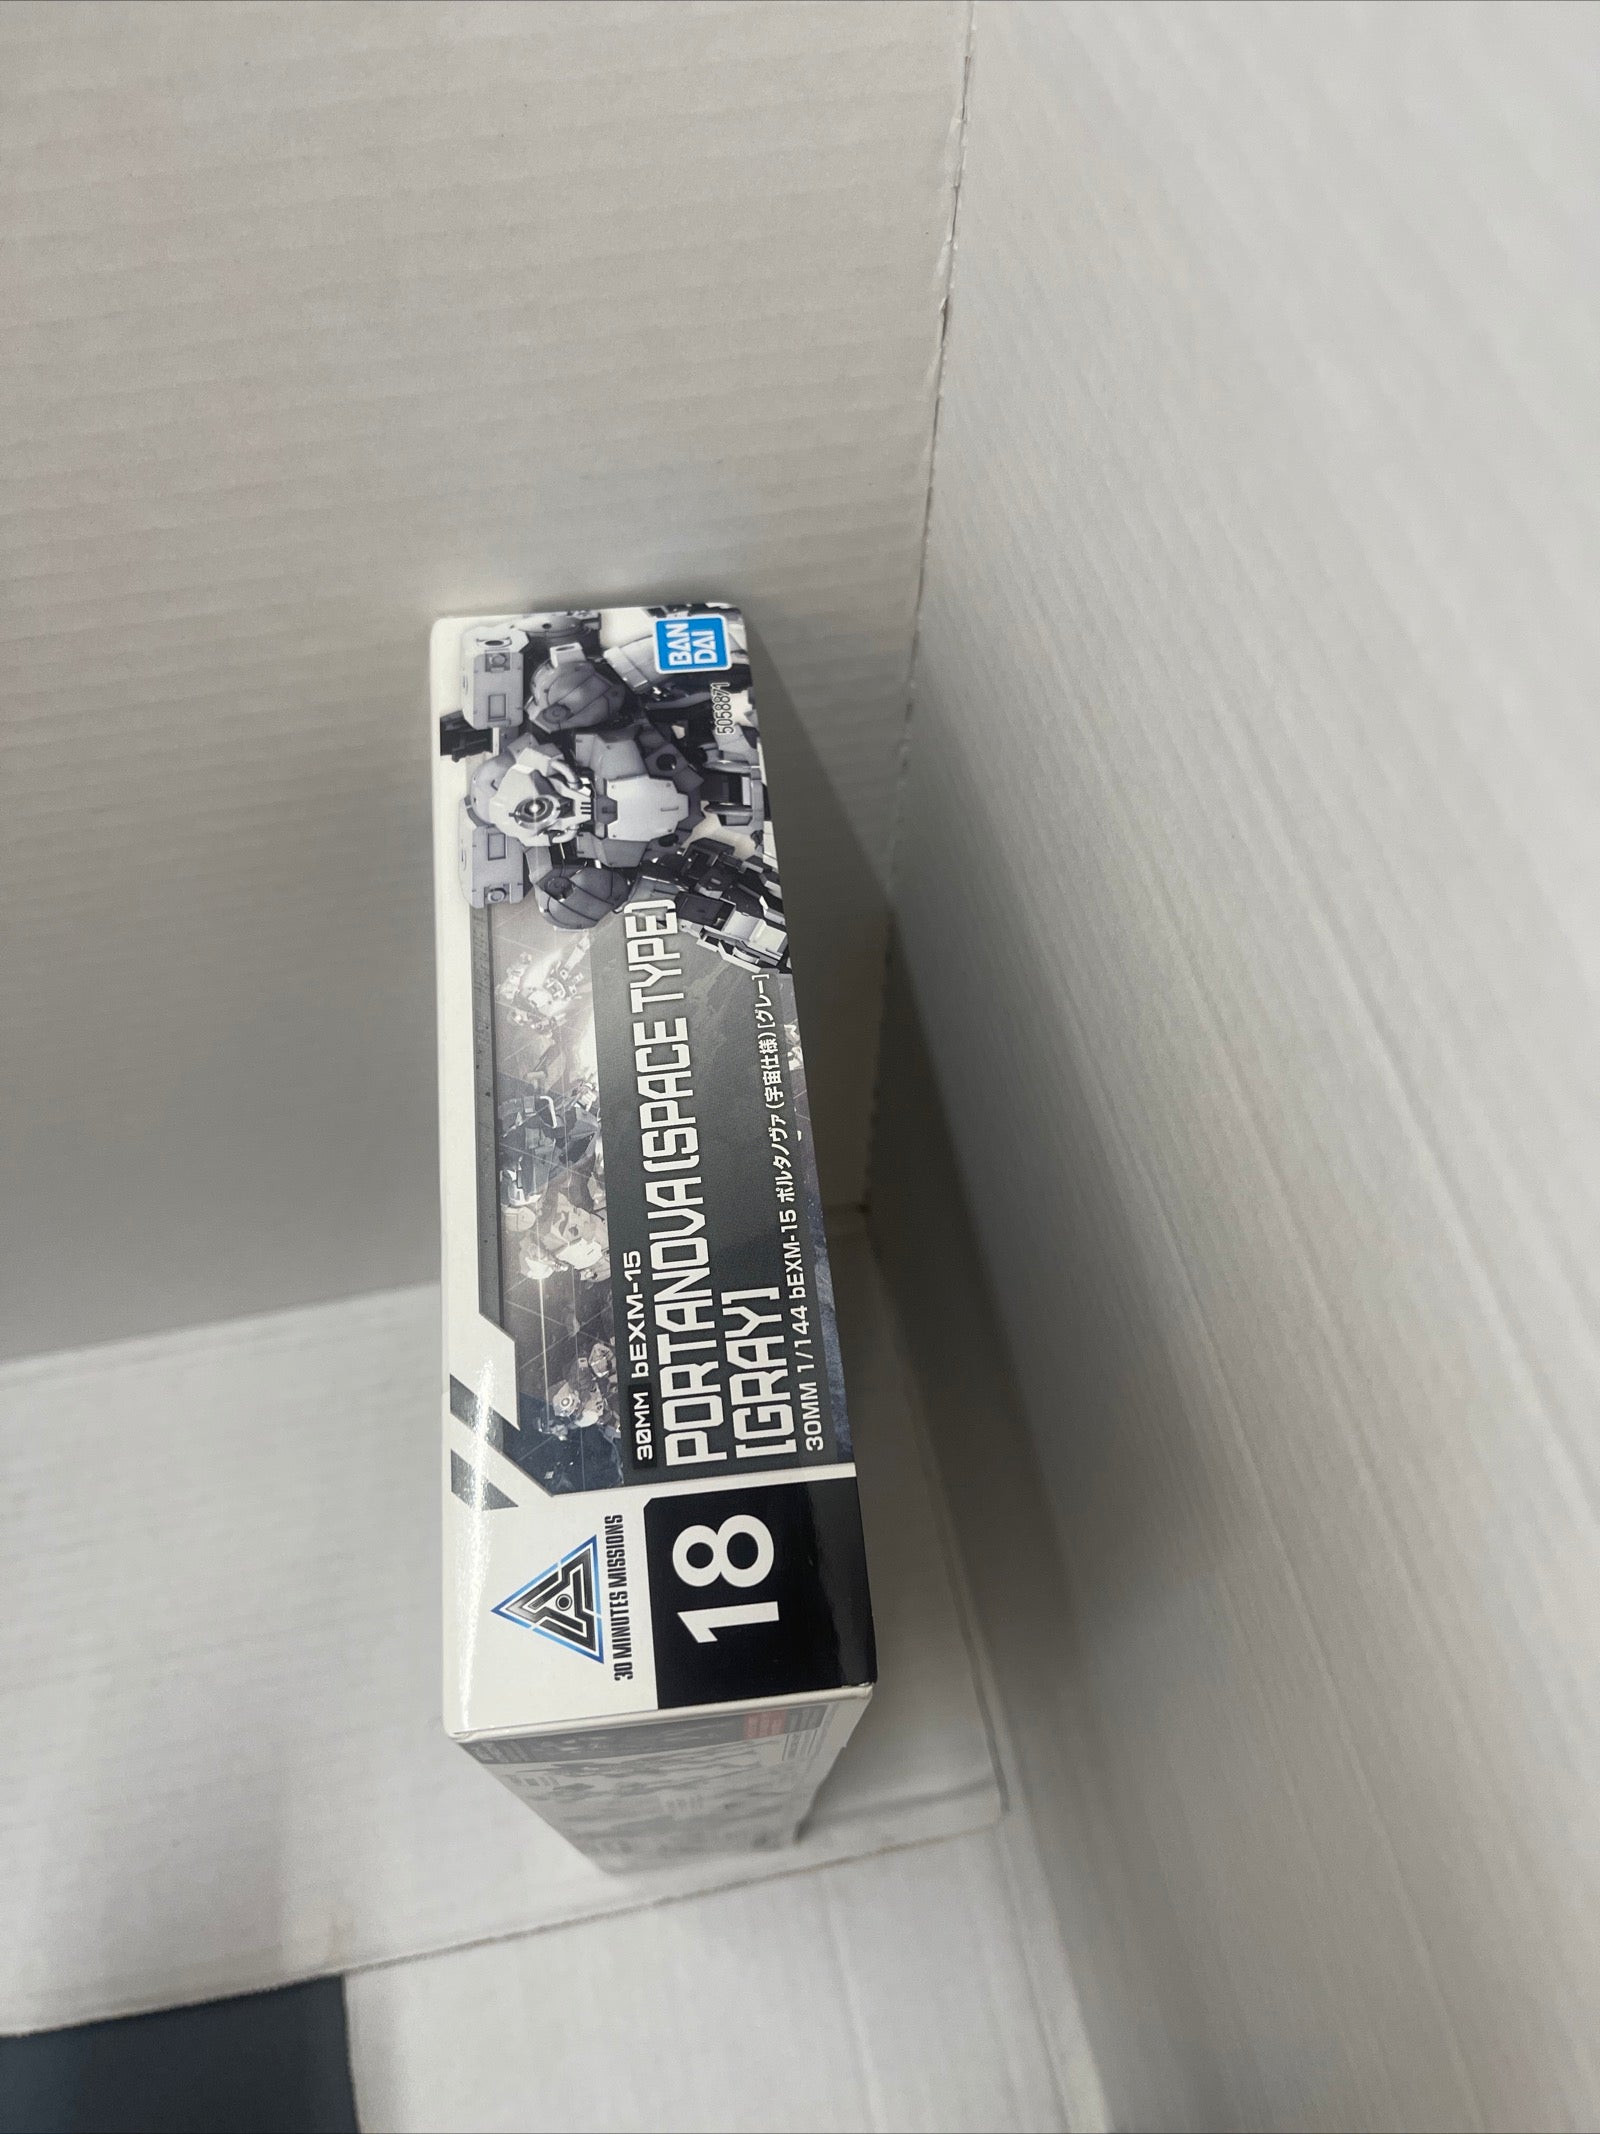 30 MINUTES MISSIONS
18
30MM bEXM-15
PORTANOVA (SPACE TYPE)
[GRAY]
30MM 1/144 bEXM-15 ポルタノヴァ (宇宙仕様) [グレー]
5058871
BAN
DAI